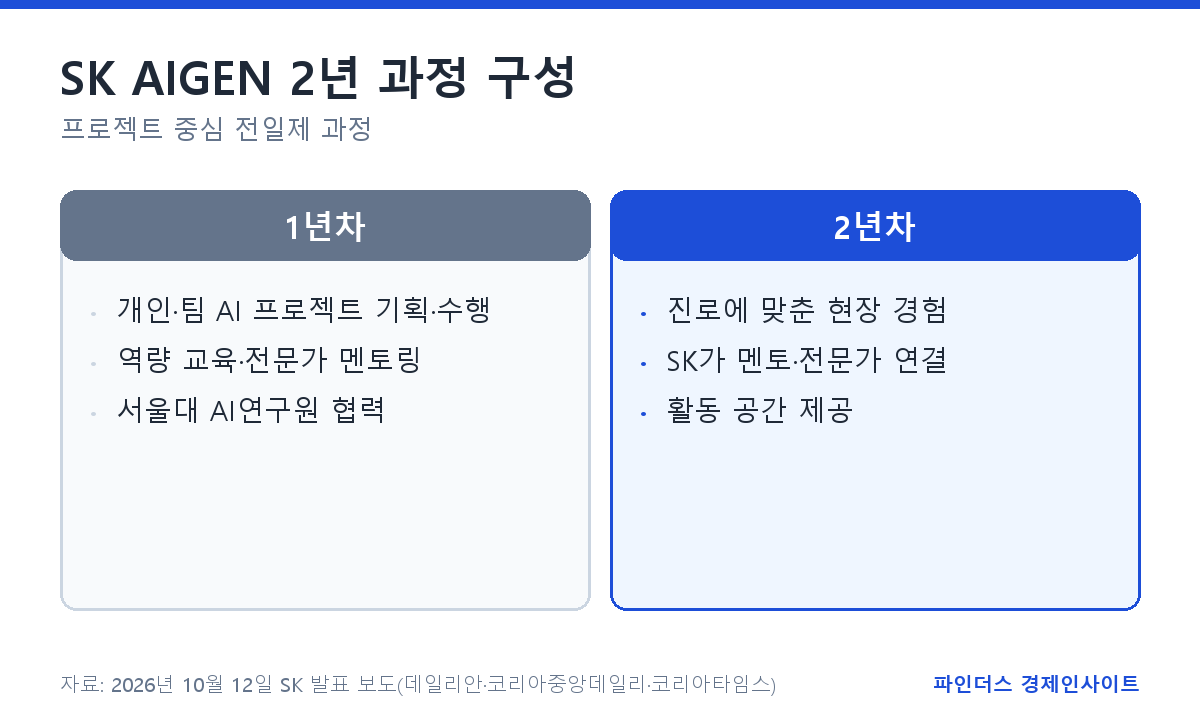 SK AIGEN 2년 과정 구성
프로젝트 중심 전일제 과정
1년차
· 개인·팀 AI 프로젝트 기획·수행
· 역량 교육·전문가 멘토링
· 서울대 AI연구원 협력
2년차
· 진로에 맞춘 현장 경험
· SK가 멘토·전문가 연결
· 활동 공간 제공
자료: 2026년 10월 12일 SK 발표 보도(데일리안·코리아중앙데일리·코리아타임스)
파인더스 경제인사이트